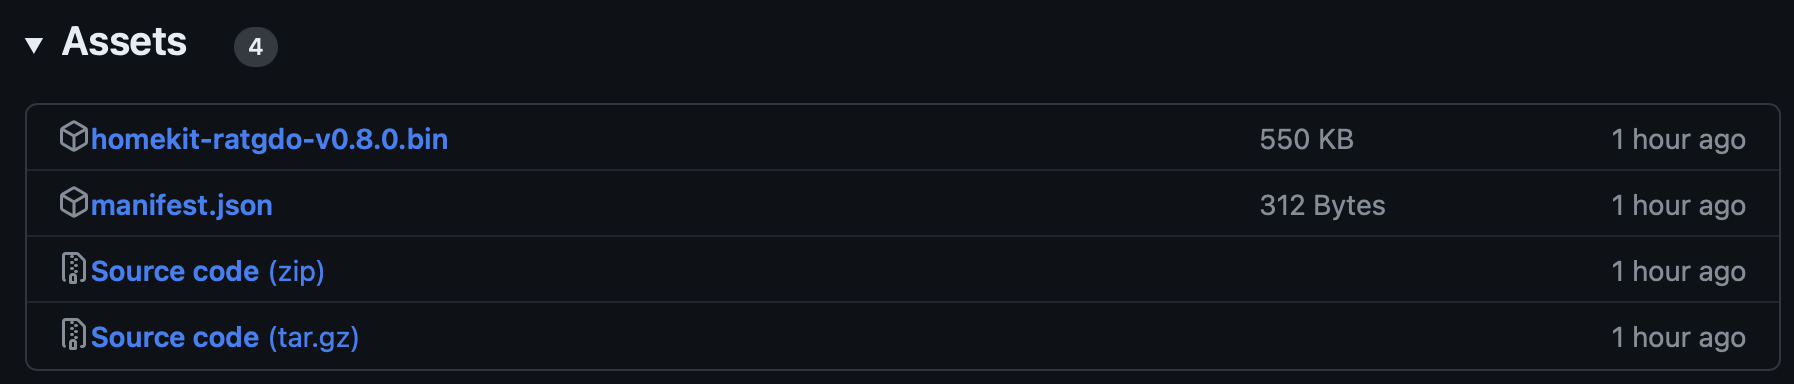 Assets 4
homekit-ratgdo-v0.8.0.bin 550 KB 1 hour ago
manifest.json 312 Bytes 1 hour ago
Source code (zip) 1 hour ago
Source code (tar.gz) 1 hour ago